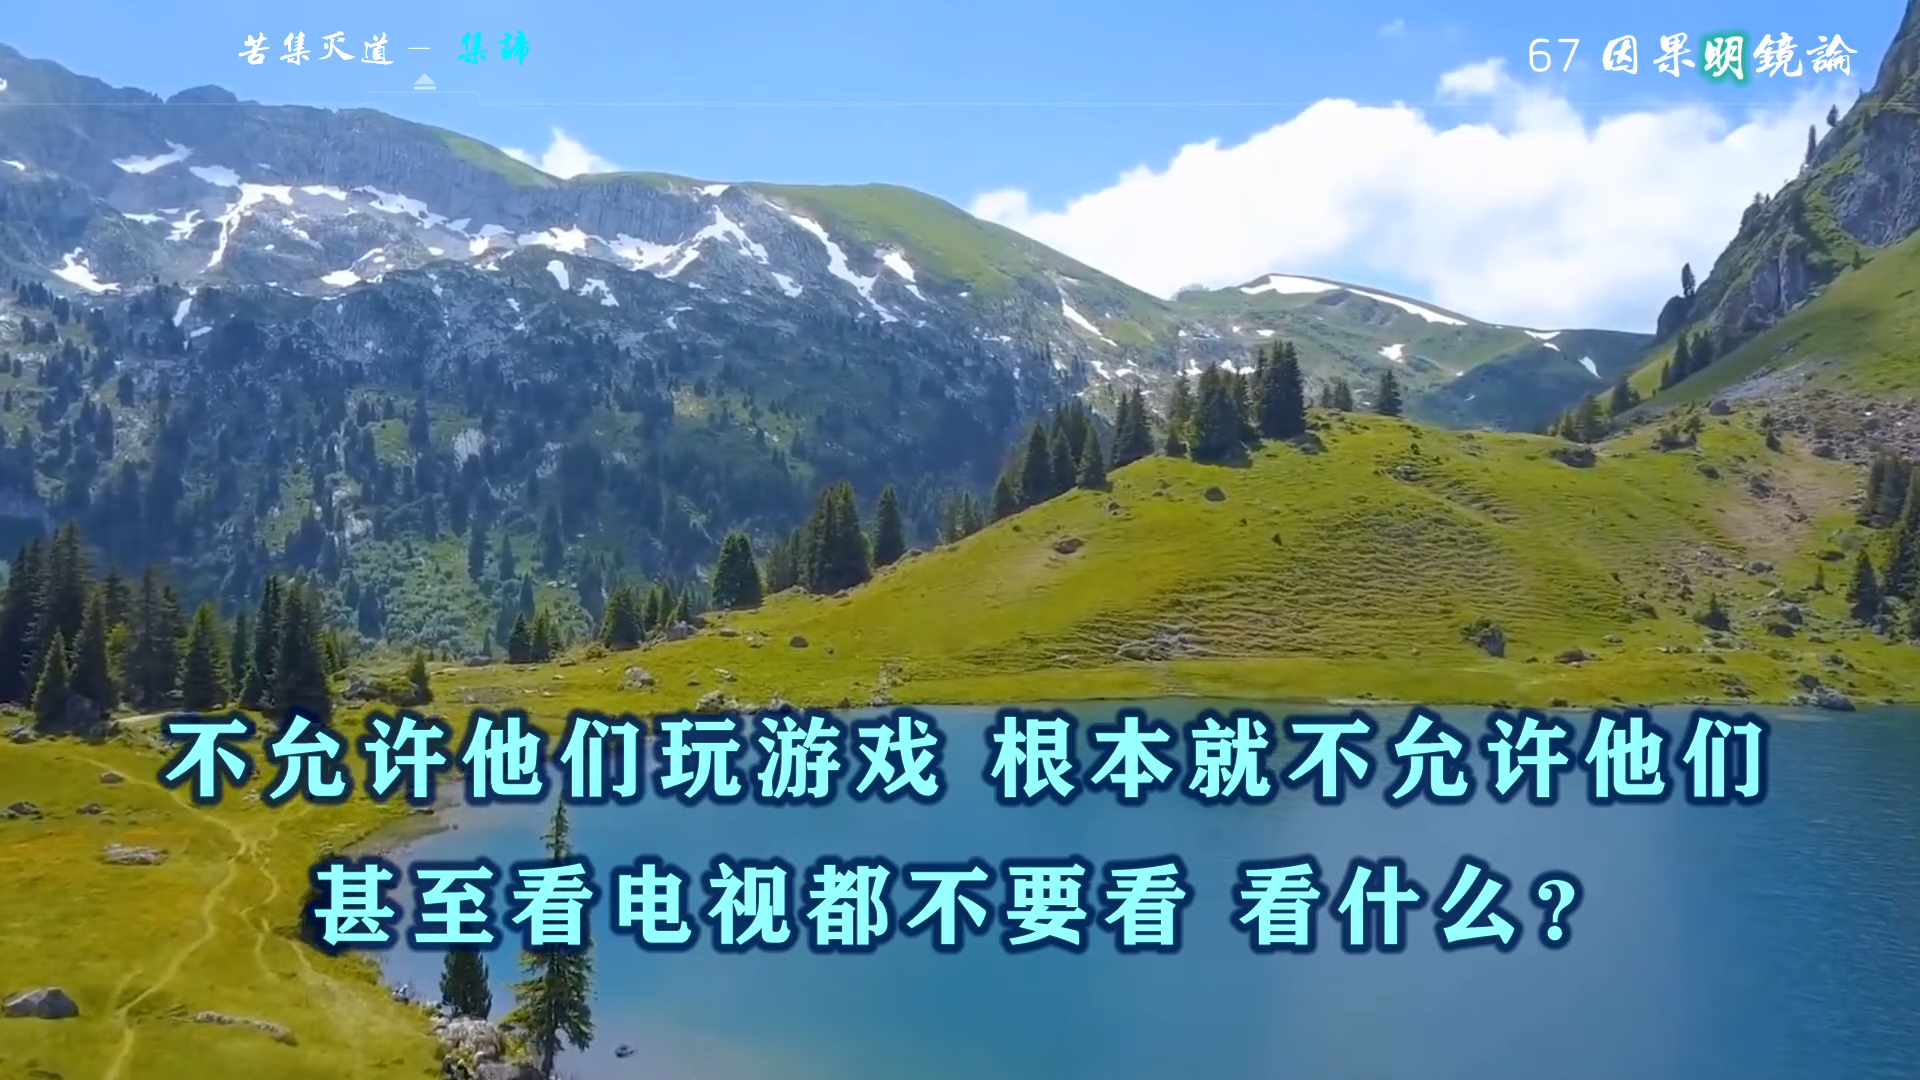 苦集灭道 — 集諦
67 因果明鏡論
不允许他们玩游戏 根本就不允许他们
甚至看电视都不要看 看什么?